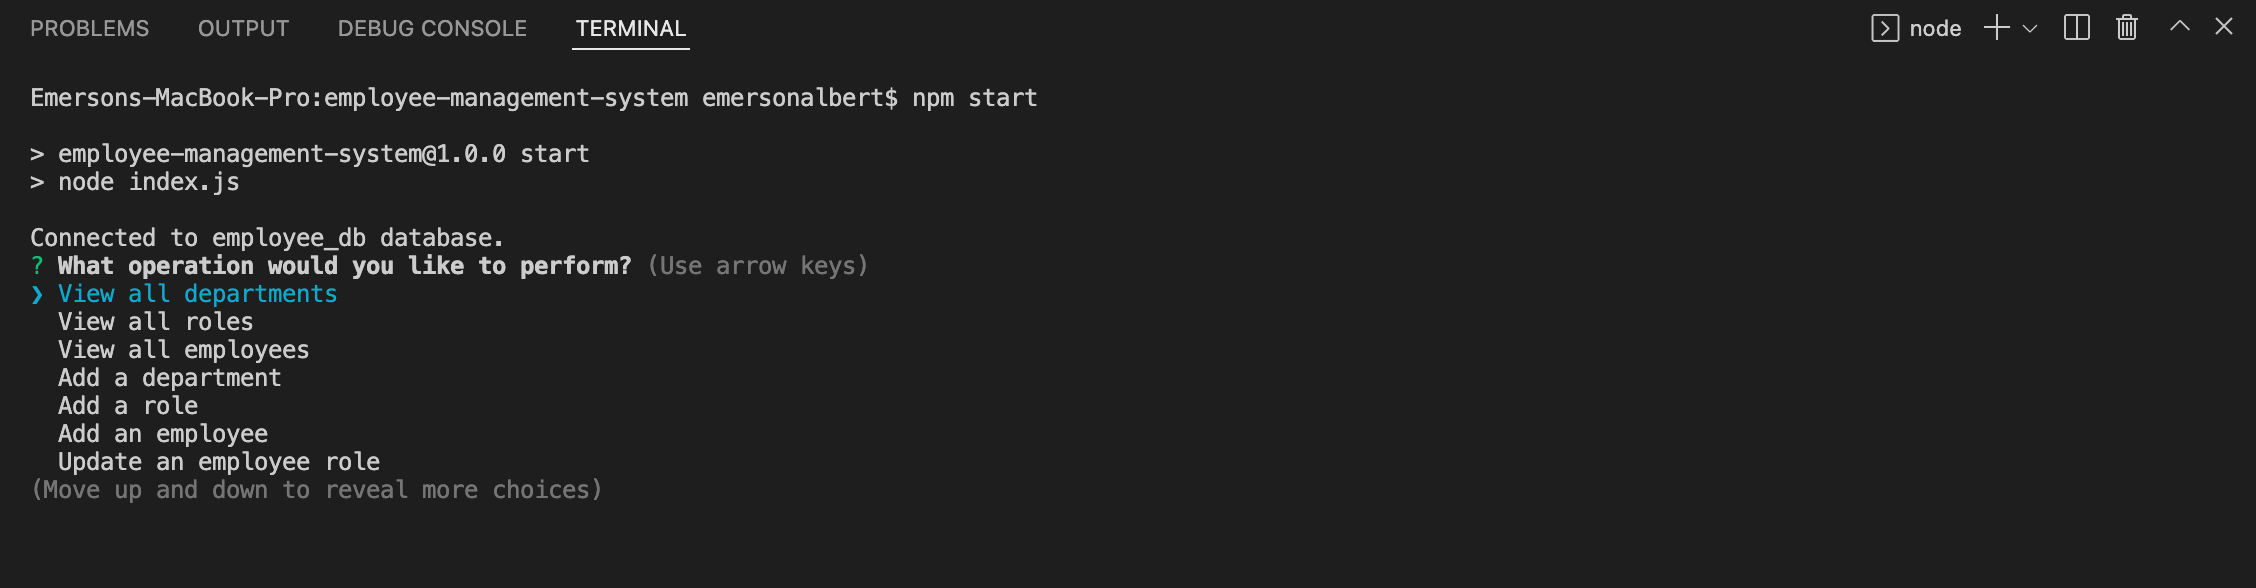 PROBLEMS OUTPUT DEBUG CONSOLE TERMINAL node
Emersons-MacBook-Pro:employee-management-system emersonalbert$ npm start
> employee-management-system@1.0.0 start
> node index.js
Connected to employee_db database.
? What operation would you like to perform? (Use arrow keys)
❯ View all departments
View all roles
View all employees
Add a department
Add a role
Add an employee
Update an employee role
(Move up and down to reveal more choices)